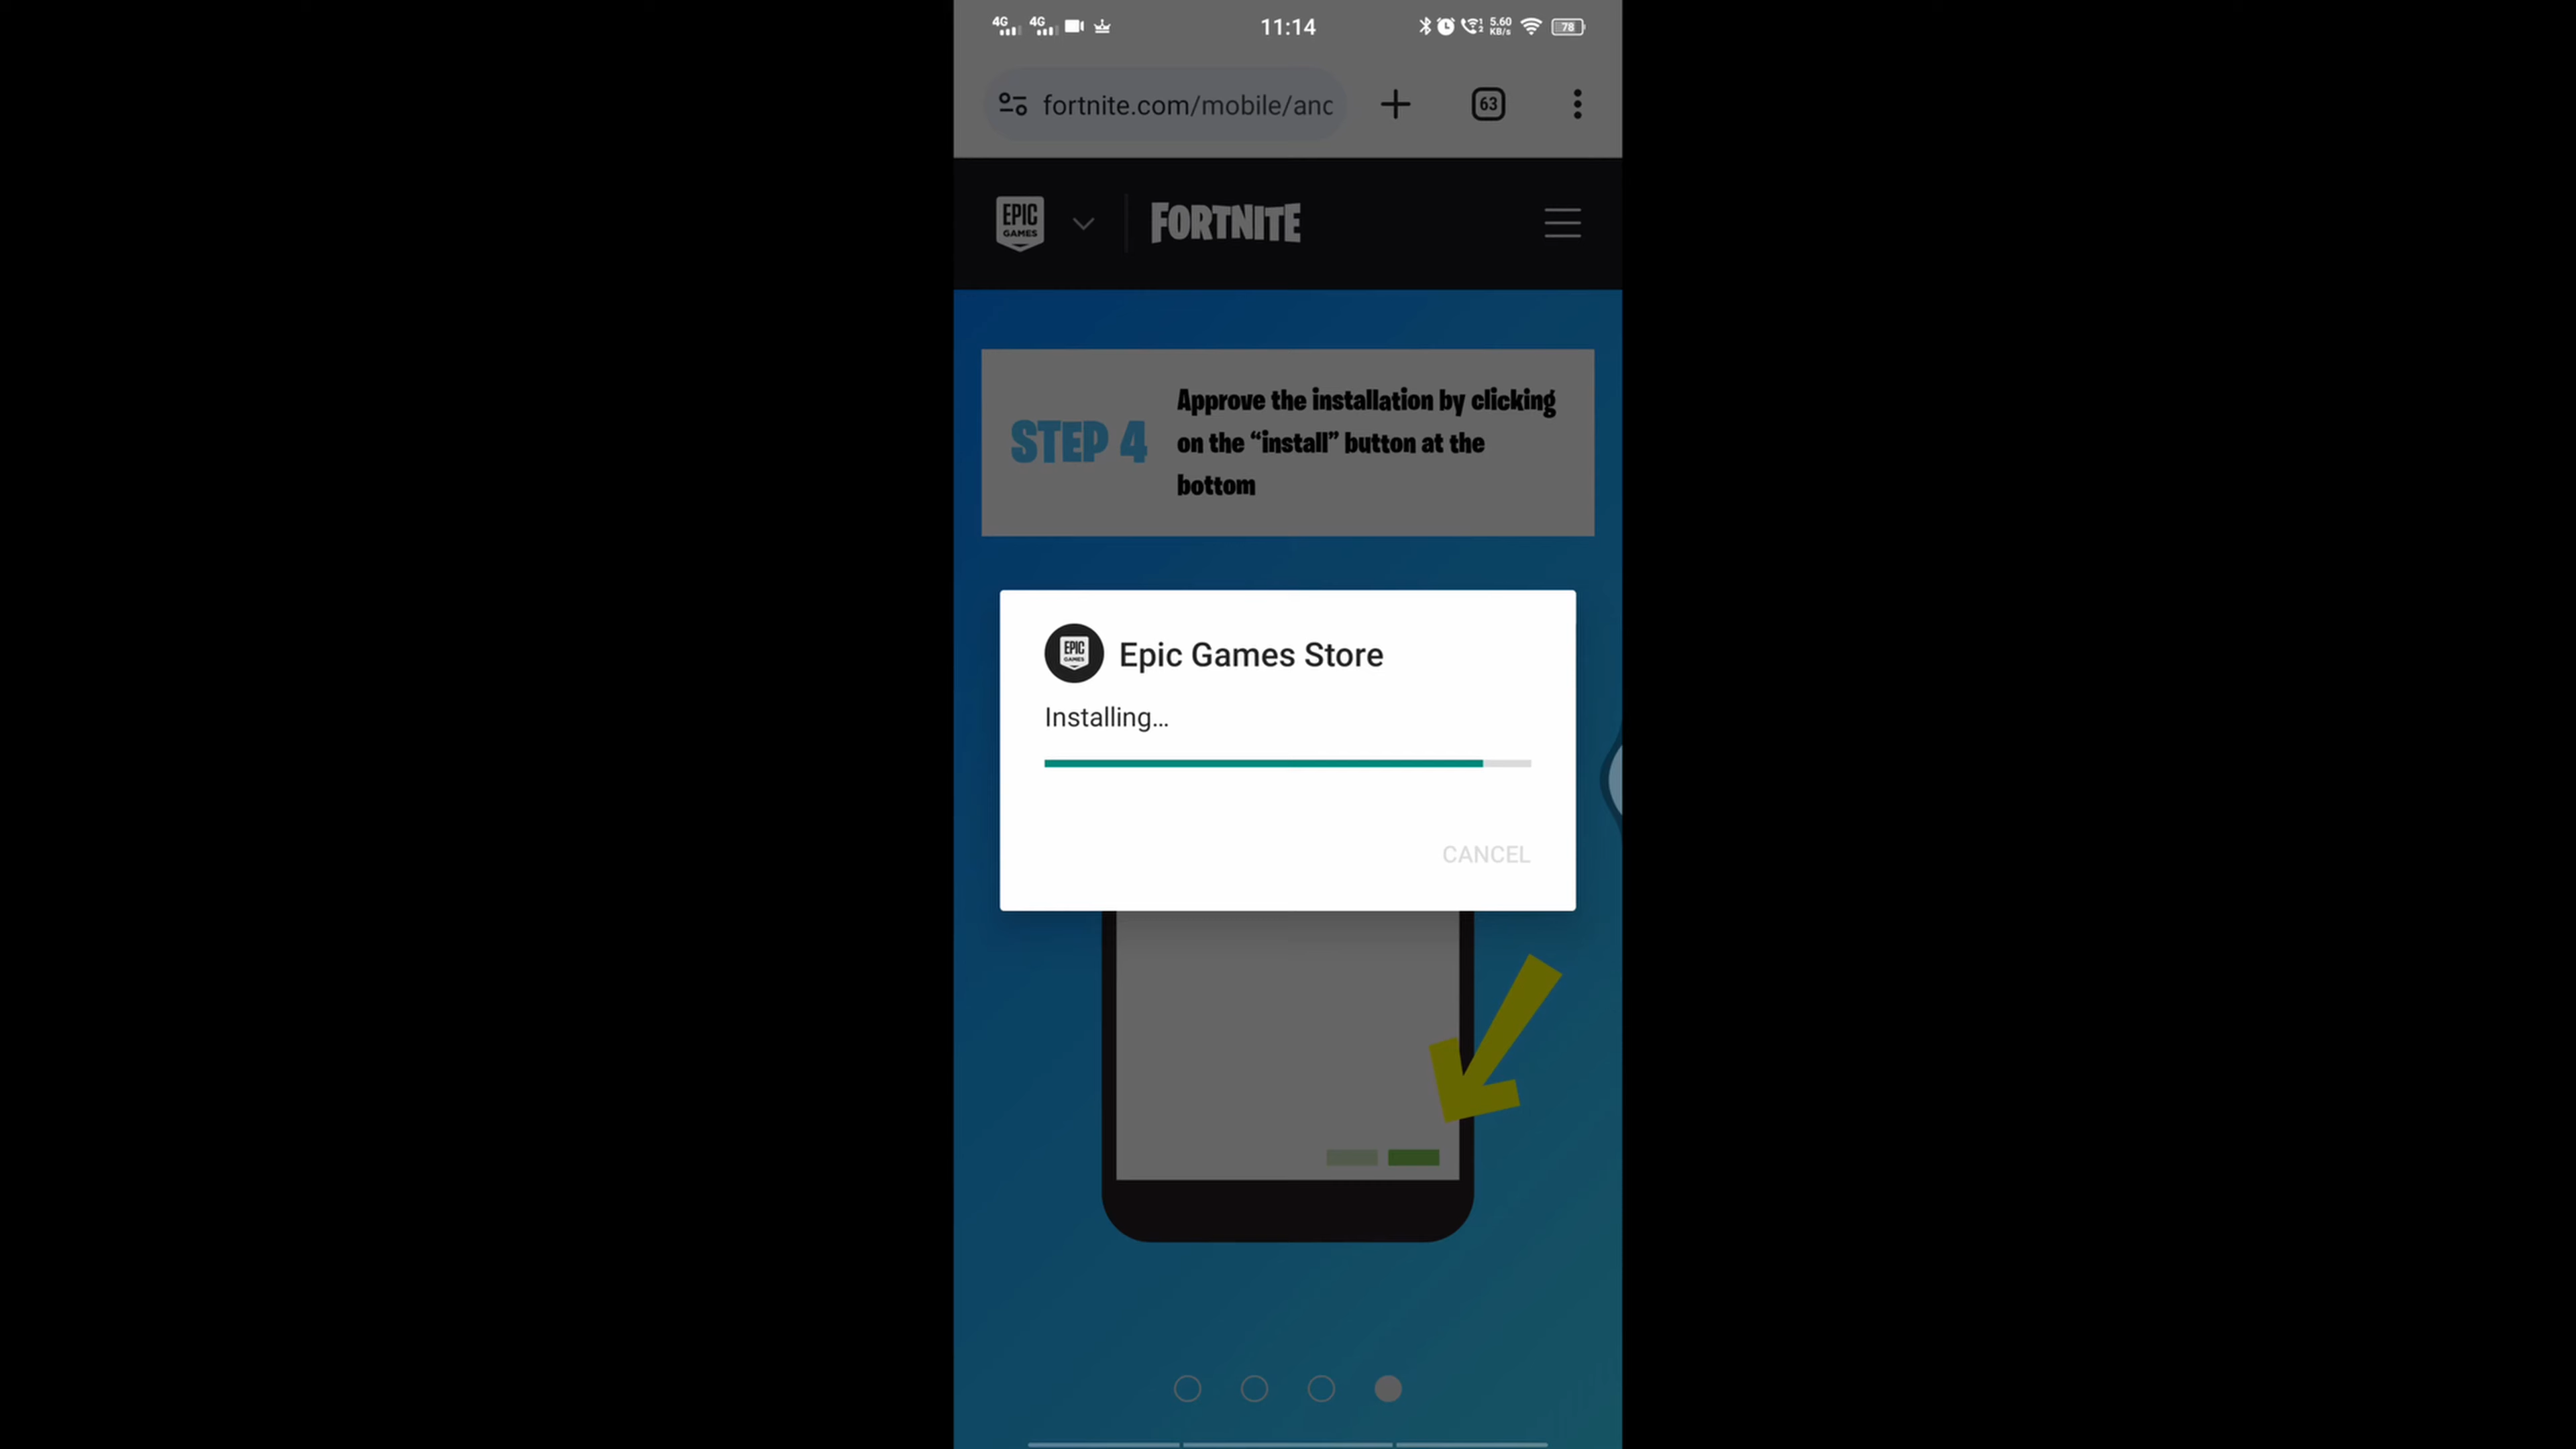 4G 4G 11:14 5.60 KB/s 78
fortnite.com/mobile/anc 63
EPIC GAMES FORTNITE
STEP 4
Approve the installation by clicking
on the “install” button at the
bottom
EPIC GAMES Epic Games Store
Installing…
CANCEL